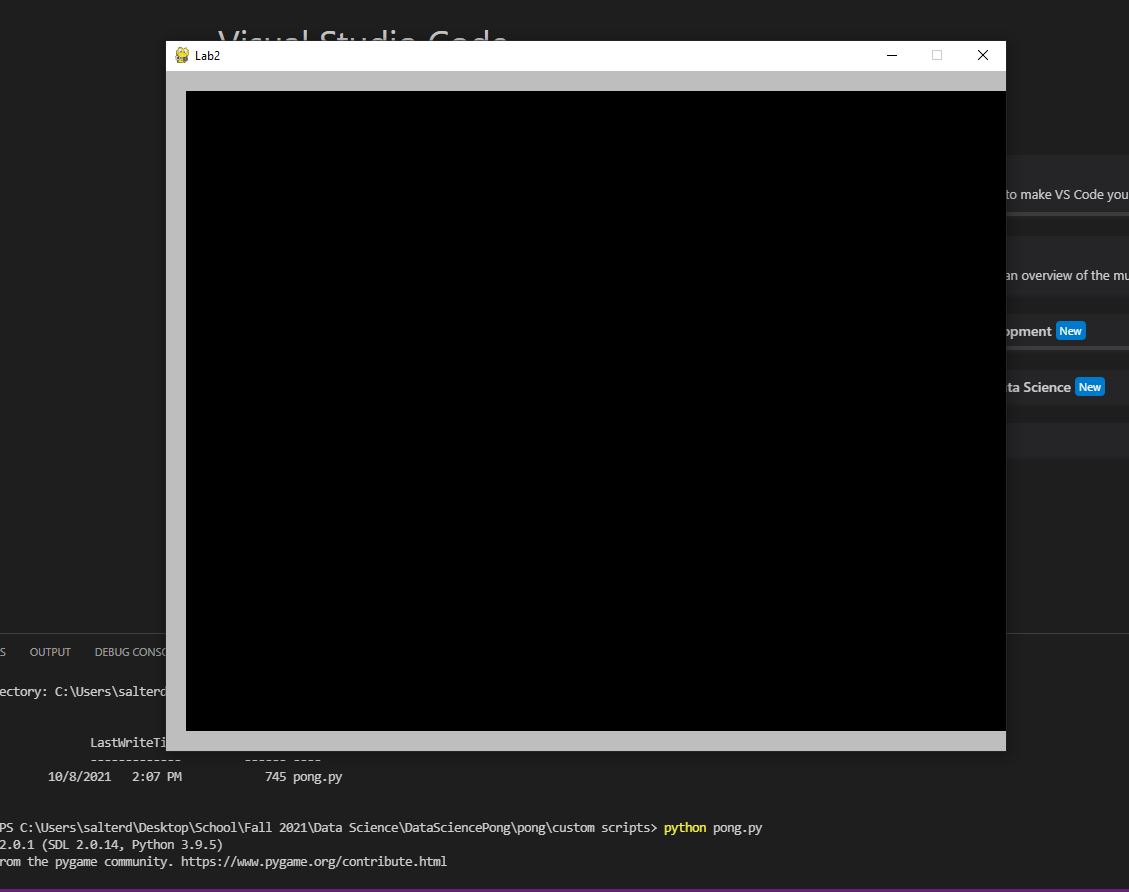 Visual Studio Code
Lab2
to make VS Code you
an overview of the mu
opment New
ta Science New
S OUTPUT DEBUG CONSO
ectory: C:\Users\salterd
LastWriteTi
------------- ------ ----
10/8/2021 2:07 PM 745 pong.py
PS C:\Users\salterd\Desktop\School\Fall 2021\Data Science\DataSciencePong\pong\custom scripts> python pong.py
2.0.1 (SDL 2.0.14, Python 3.9.5)
rom the pygame community. https://www.pygame.org/contribute.html